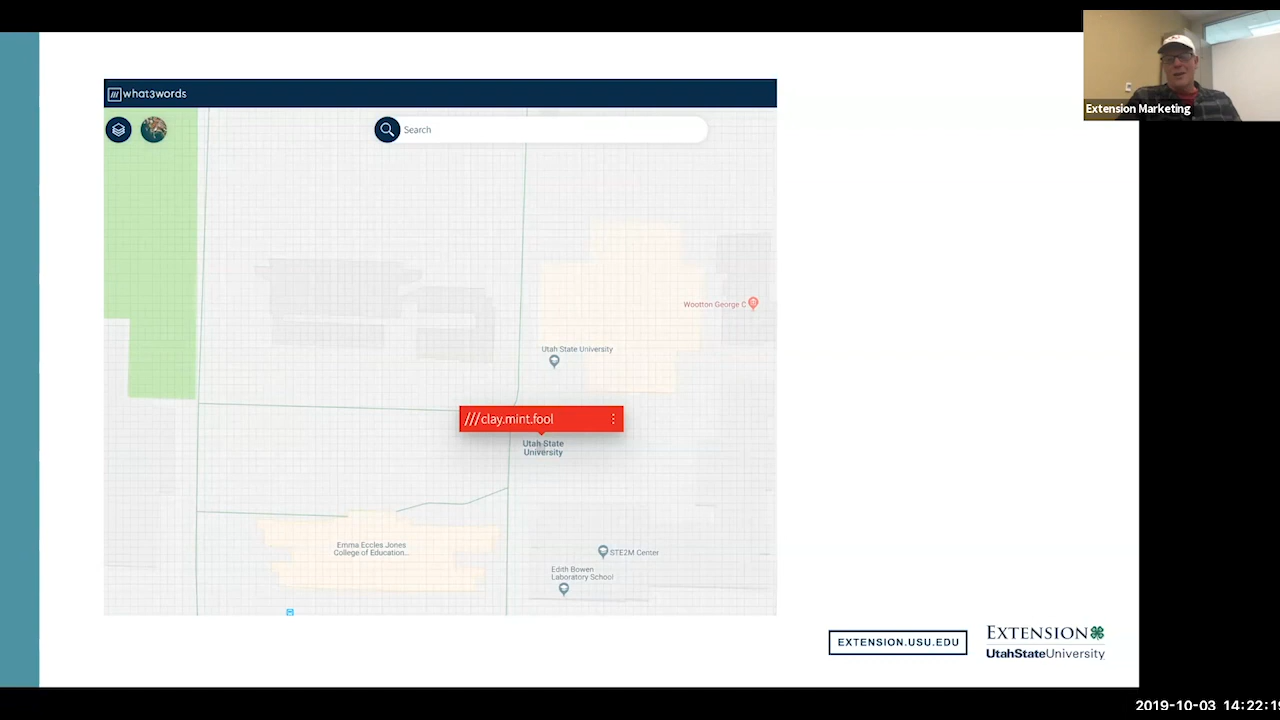 what3words
Search
Extension Marketing
Wootton George C
Utah State University
///clay.mint.fool
Utah State
University
Emma Eccles Jones
College of Education...
STE2M Center
Edith Bowen
Laboratory School
EXTENSION.USU.EDU
EXTENSION
UtahStateUniversity
2019-10-03 14:22:19